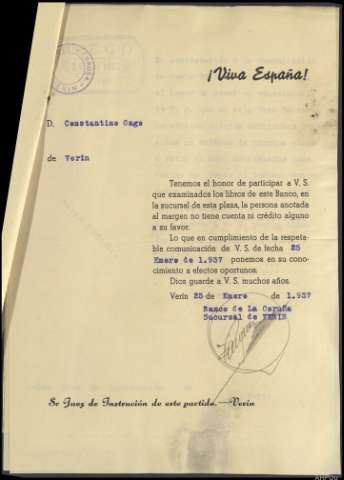 ¡Viva España!
D. Constantino Gago
de Verin
Tenemos el honor de participar a V. S.
que examinados los libros de este Banco, en
la sucursal de esta plaza, la persona anotada
al margen no tiene cuenta ni crédito alguno
a su favor.
Lo que en cumplimiento de la respeta-
ble comunicación de V. S. de fecha 25
Enero de 1.937 ponemos en su cono-
cimiento a efectos oportunos.
Dios guarde a V. S. muchos años.
Verín 25 de Enero de 1.937
Banco de La Coruña
Sucursal de VERIN
Sr Juez de Instrución de este partido.—Verín